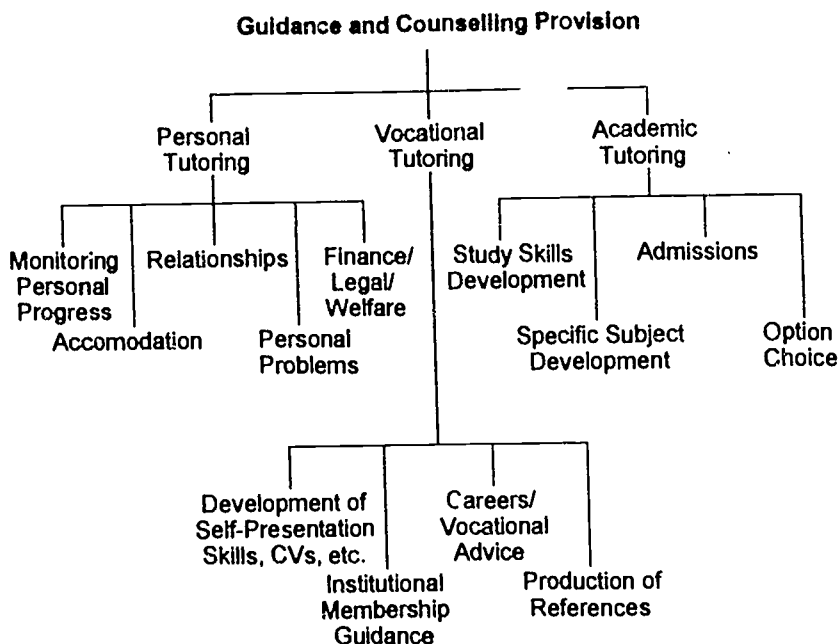 Guidance and Counselling Provision
Personal
Tutoring
Vocational
Tutoring
Academic
Tutoring
Monitoring
Personal
Progress
Accomodation
Relationships
Personal
Problems
Finance/
Legal/
Welfare
Study Skills
Development
Specific Subject
Development
Admissions
Option
Choice
Development of
Self-Presentation
Skills, CVs, etc.
Institutional
Membership
Guidance
Careers/
Vocational
Advice
Production of
References